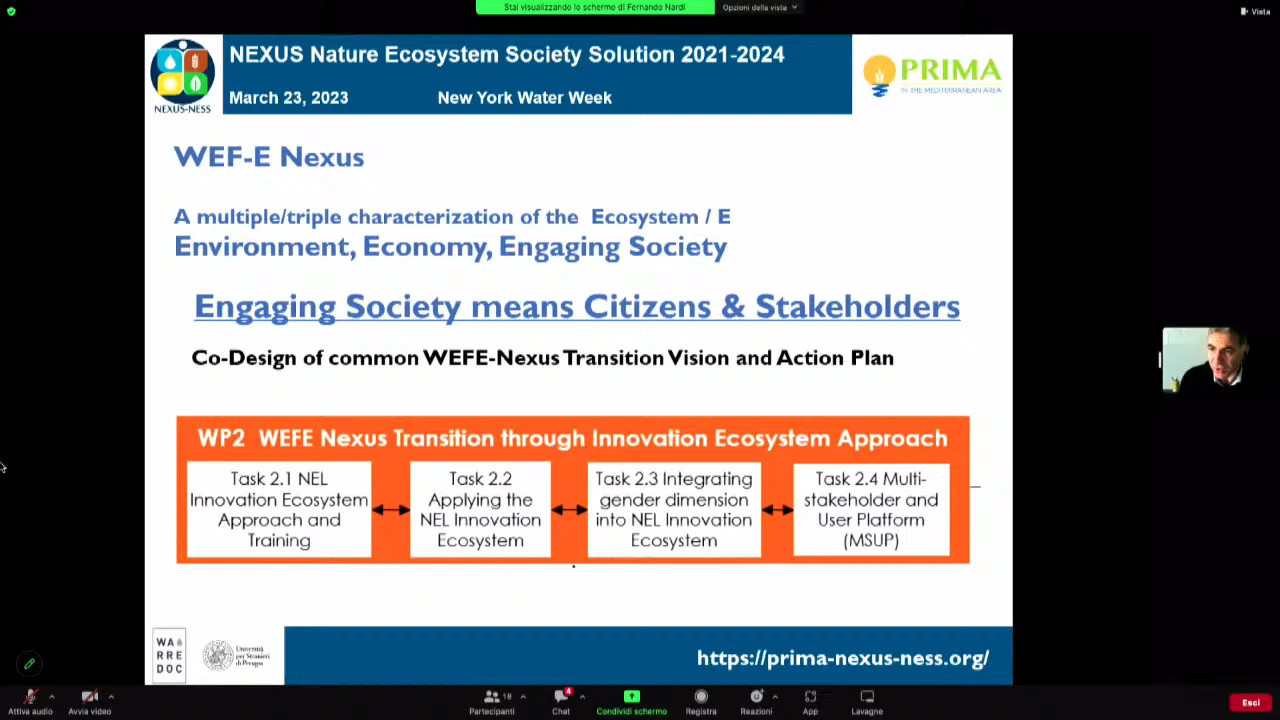 Stai visualizzando lo schermo di Fernando Nardi
Opzioni della vista
Vista
NEXUS Nature Ecosystem Society Solution 2021-2024
March 23, 2023
New York Water Week
NEXUS-NESS
PRIMA
IN THE MEDITERRANEAN AREA
WEF-E Nexus
A multiple/triple characterization of the Ecosystem / E
Environment, Economy, Engaging Society
Engaging Society means Citizens & Stakeholders
Co-Design of common WEFE-Nexus Transition Vision and Action Plan
WP2 WEFE Nexus Transition through Innovation Ecosystem Approach
Task 2.1 NEL
Innovation Ecosystem
Approach and
Training
Task 2.2
Applying the
NEL Innovation
Ecosystem
Task 2.3 Integrating
gender dimension
into NEL Innovation
Ecosystem
Task 2.4 Multi-
stakeholder and
User Platform
(MSUP)
WA
RRE
DOC
Università
per Stranieri
di Perugia
https://prima-nexus-ness.org/
Attiva audio
Avvia video
Partecipanti
18
Chat
4
Condividi schermo
Registra
Reazioni
App
Lavagne
Esci